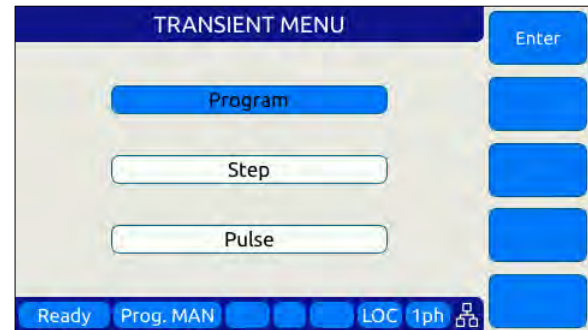 TRANSIENT MENU
Enter
Program
Step
Pulse
Ready Prog. MAN LOC 1ph